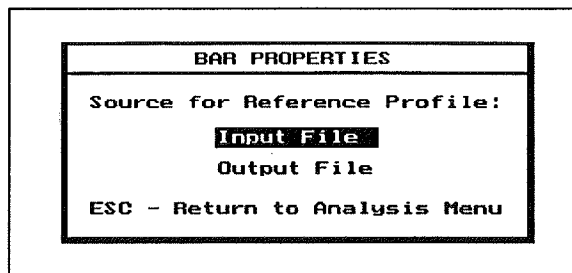 BAR PROPERTIES
Source for Reference Profile:
Input File
Output File
ESC - Return to Analysis Menu